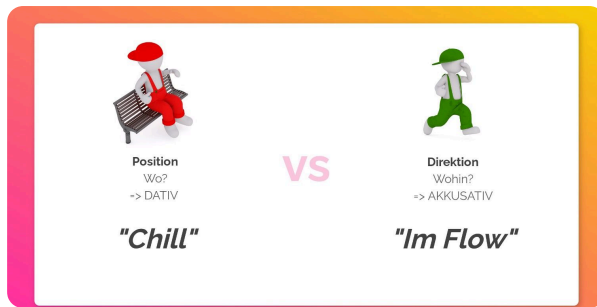 Position
Wo?
=> DATIV
"Chill"
VS
Direktion
Wohin?
=> AKKUSATIV
"Im Flow"